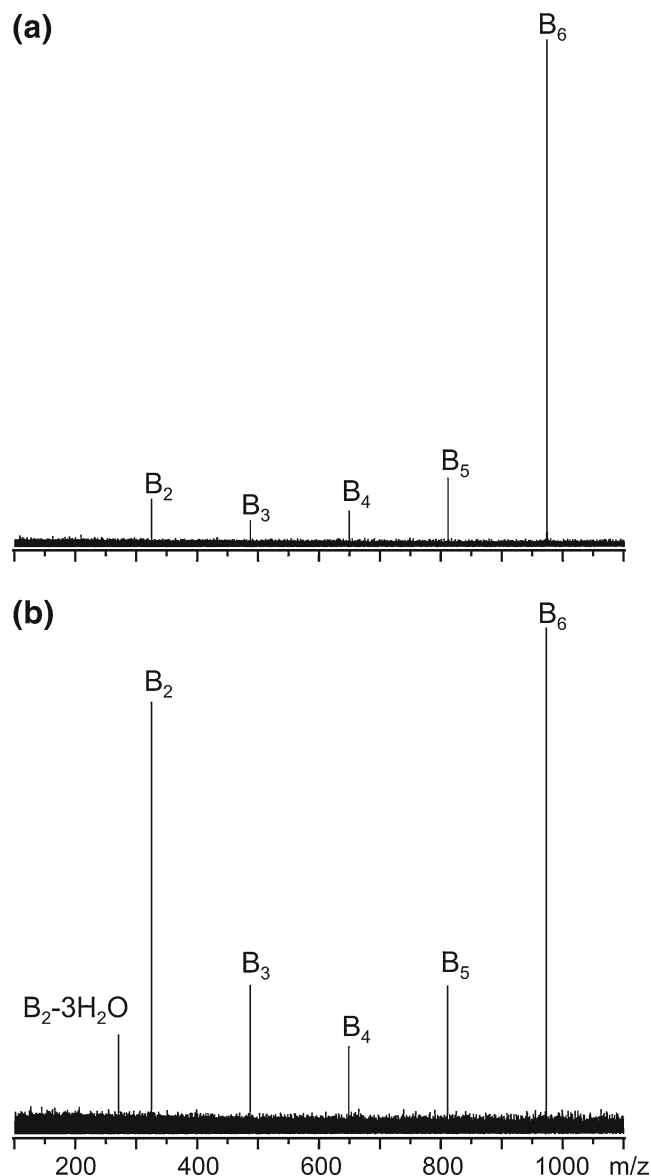 (a)
B₆
B₅
B₂
B₄
B₃
(b)
B₆
B₂
B₃
B₅
B₂-3H₂O
B₄
200 400 600 800 1000 m/z